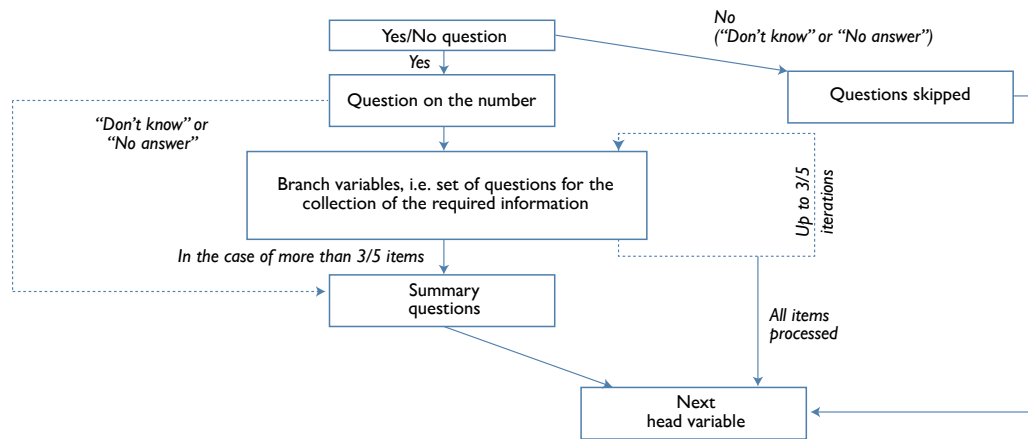 No
(“Don’t know” or “No answer”)
Yes/No question
Yes
Question on the number
Questions skipped
“Don’t know” or
“No answer”
Branch variables, i.e. set of questions for the
collection of the required information
Up to 3/5
iterations
In the case of more than 3/5 items
Summary
questions
All items
processed
Next
head variable